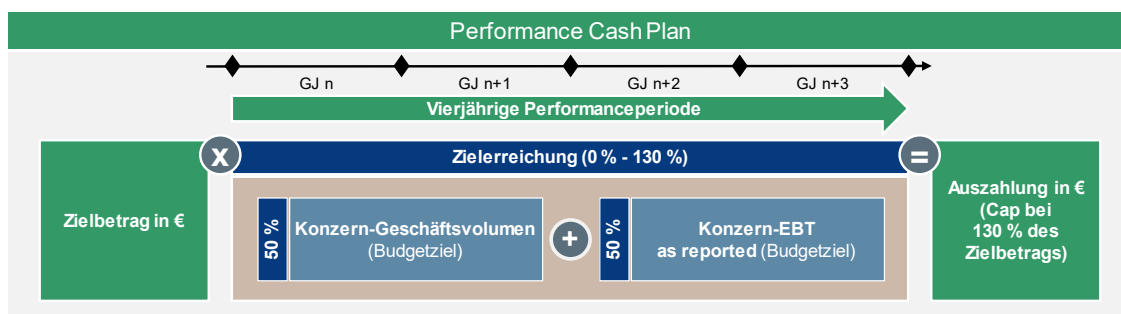 Performance Cash Plan
GJ n
GJ n+1
GJ n+2
GJ n+3
Vierjährige Performanceperiode
Zielbetrag in €
x
Zielerreichung (0 % - 130 %)
=
50 %
Konzern-Geschäftsvolumen
(Budgetziel)
+
50 %
Konzern-EBT
as reported (Budgetziel)
Auszahlung in €
(Cap bei
130 % des
Zielbetrags)